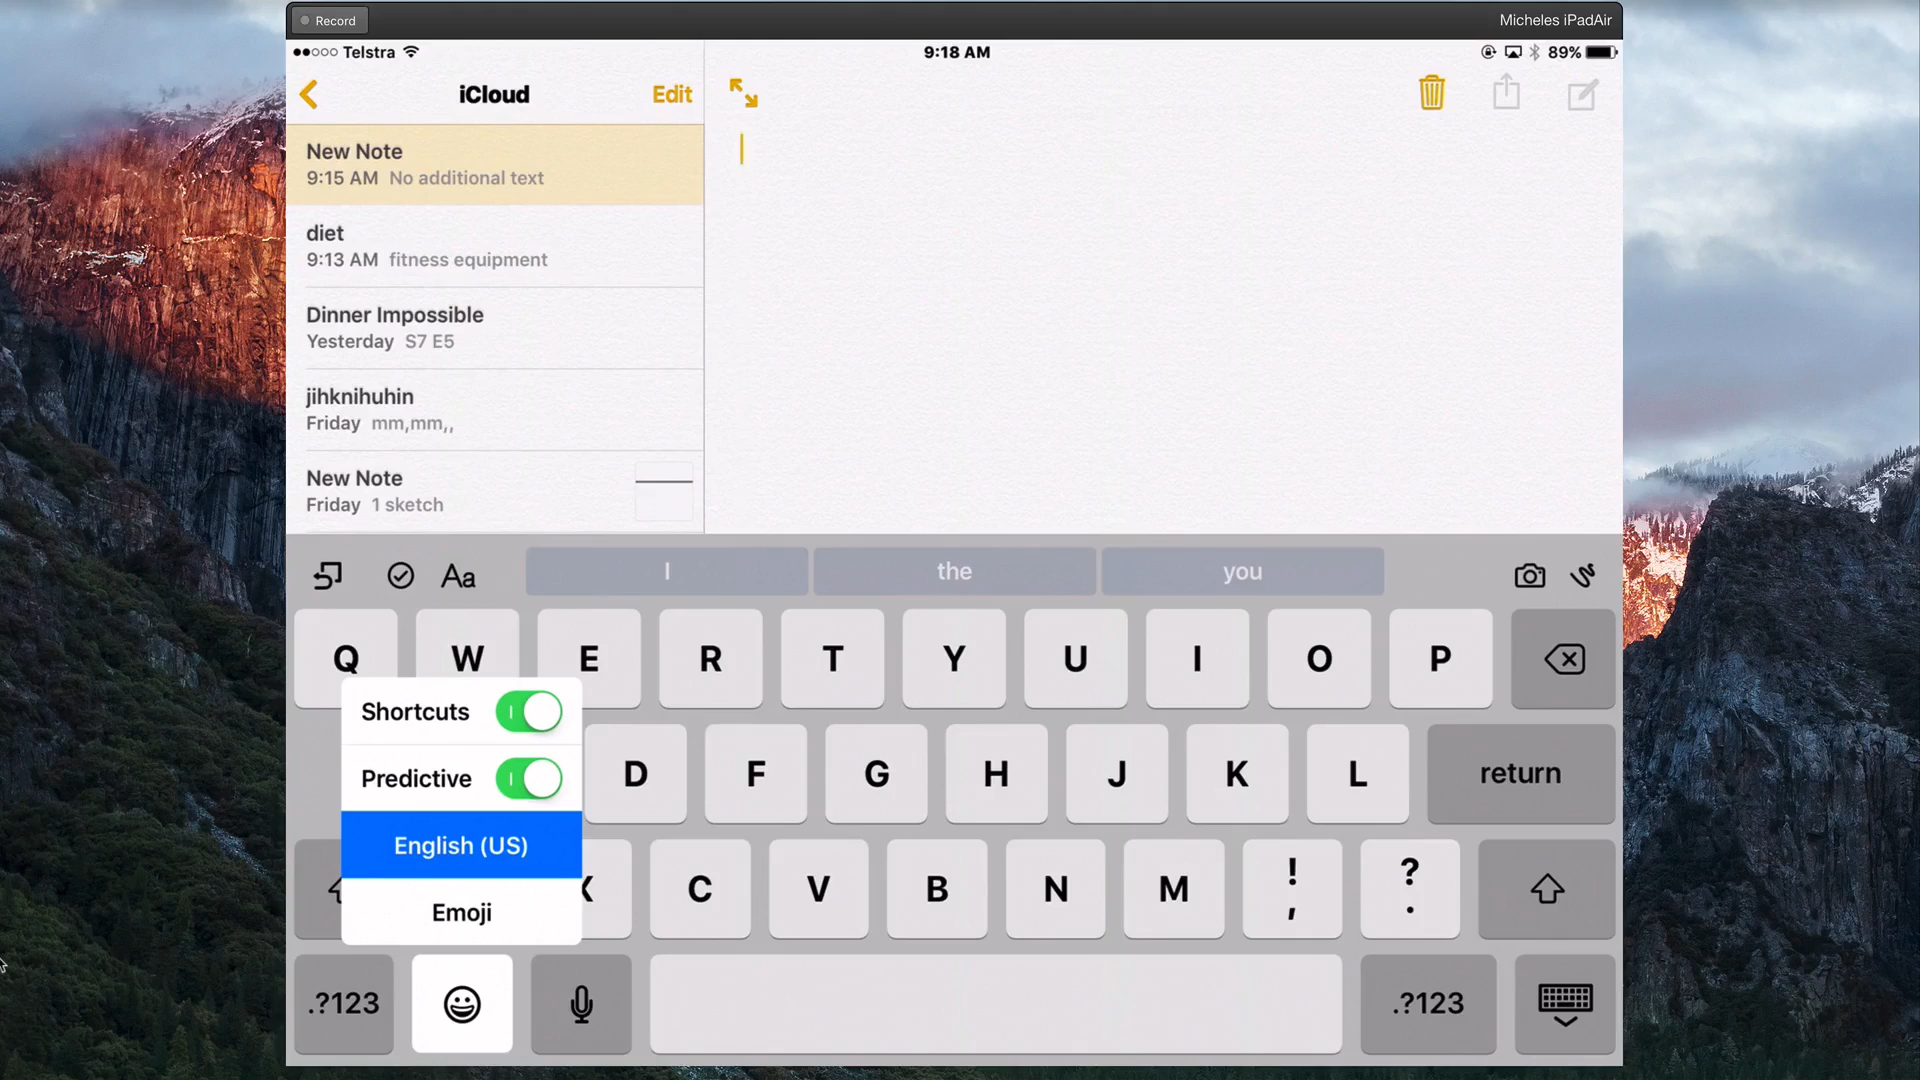 Record
Micheles iPadAir
Telstra
9:18 AM
89%
iCloud
Edit
New Note
9:15 AM No additional text
diet
9:13 AM fitness equipment
Dinner Impossible
Yesterday S7 E5
jihknihuhin
Friday mm,mm,,
New Note
Friday 1 sketch
Aa
I
the
you
Q W E R T Y U I O P
Shortcuts
Predictive
English (US)
Emoji
D F G H J K L return
X C V B N M ! , ? .
.?123
.?123